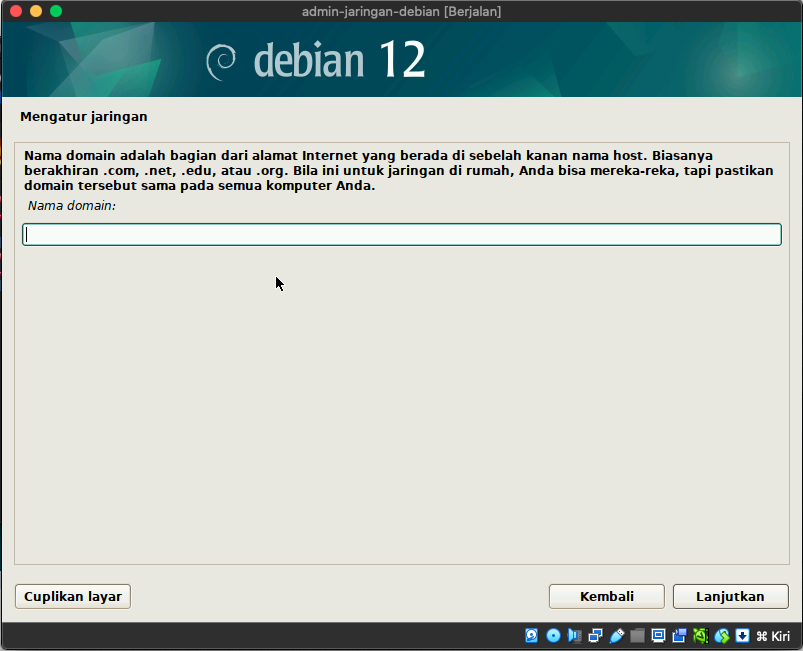 admin-jaringan-debian [Berjalan]
debian 12
Mengatur jaringan
Nama domain adalah bagian dari alamat Internet yang berada di sebelah kanan nama host. Biasanya
berakhiran .com, .net, .edu, atau .org. Bila ini untuk jaringan di rumah, Anda bisa mereka-reka, tapi pastikan
domain tersebut sama pada semua komputer Anda.
Nama domain:
Cuplikan layar
Kembali
Lanjutkan
⌘ Kiri